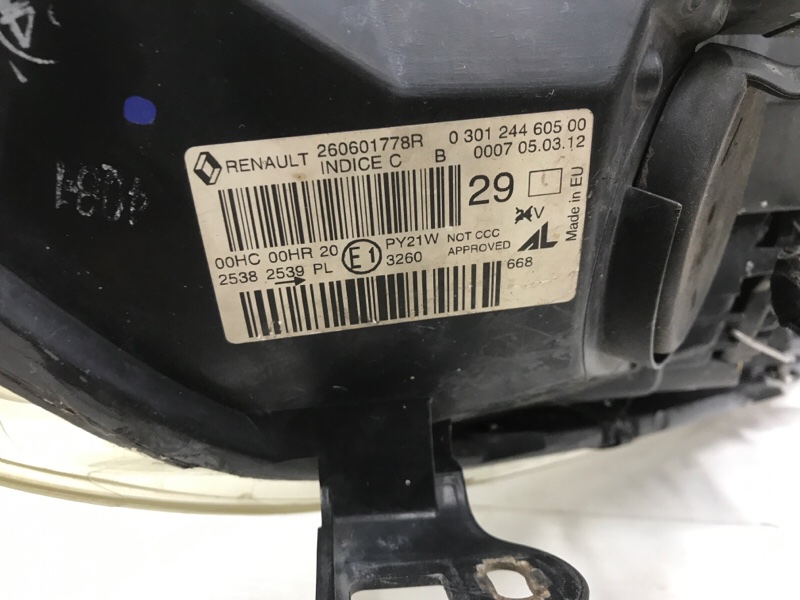 RENAULT 260601778R 0 301 244 605 00
INDICE C B 0007 05.03.12
29
V
Made in EU
00HC 00HR 20 E1 PY21W NOT CCC AL
2538 2539 PL 3260 APPROVED
668